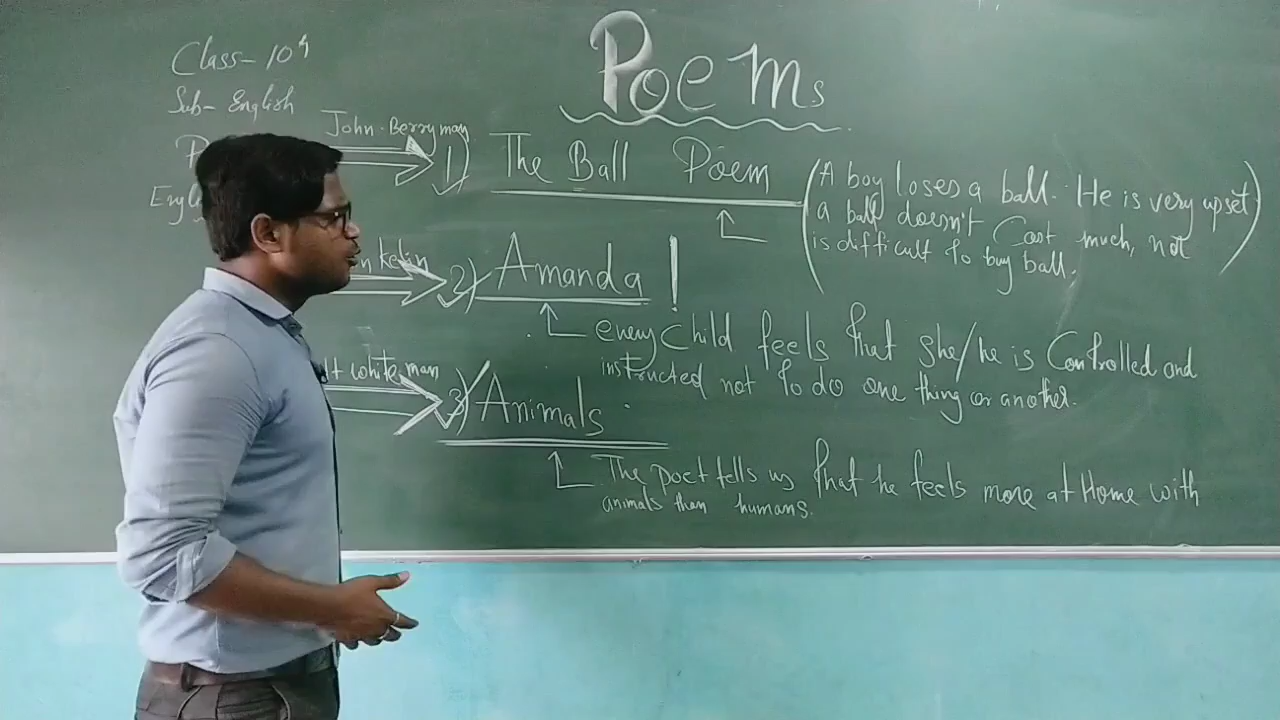 Poems
Class- 10th
Sub- English
John Berryman
1) The Ball Poem
(A boy loses a ball. He is very upset.
a ball doesn't Cost much, not
is difficult to buy ball.)
2) Amanda!
every child feels that she/he is Controlled and
instructed not to do one thing or another.
white man
3) Animals.
The poet tells us that he feels more at Home with
animals than humans.